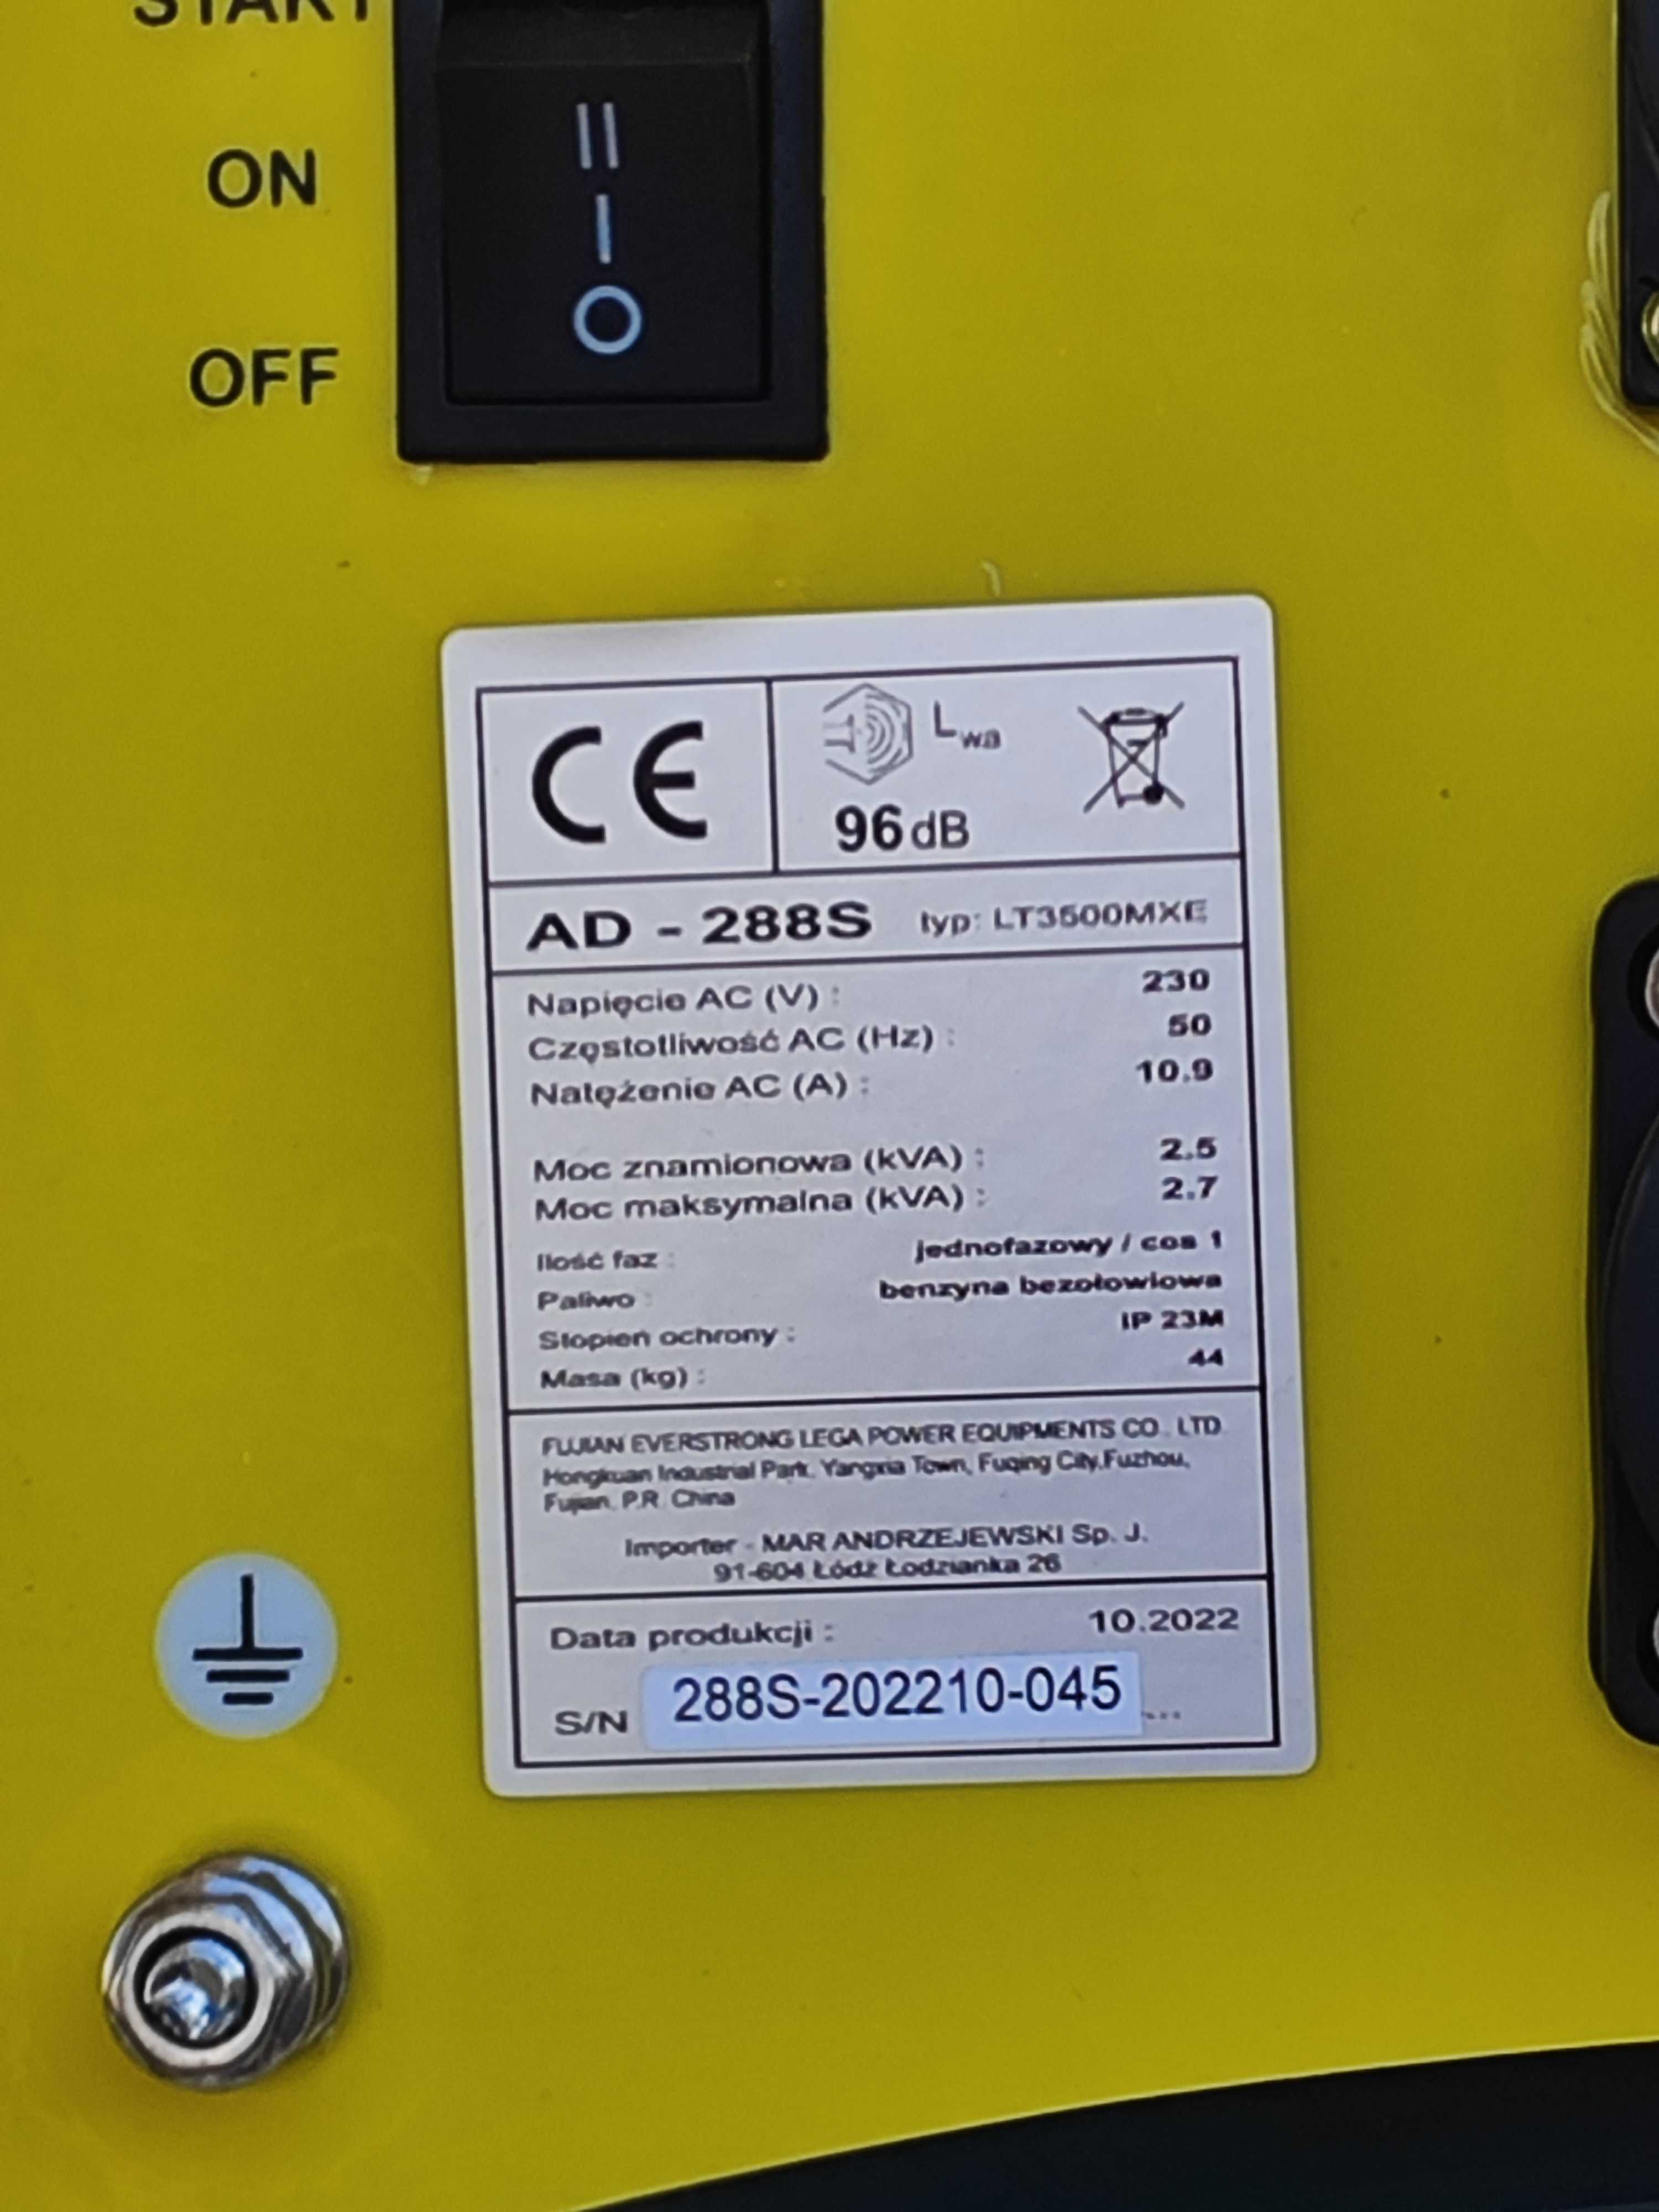 START
ON
OFF
CE
Lwa
96 dB
AD - 288S typ: LT3500MXE
Napięcie AC (V) : 230
Częstotliwość AC (Hz) : 50
Natężenie AC (A) : 10.9
Moc znamionowa (kVA) : 2.5
Moc maksymalna (kVA) : 2.7
Ilość faz : jednofazowy / cos 1
Paliwo : benzyna bezołowiowa
Stopień ochrony : IP 23M
Masa (kg) : 44
FUJIAN EVERSTRONG LEGA POWER EQUIPMENTS CO . LTD
Hongkuan Industrial Park, Yangxia Town, Fuqing City,Fuzhou,
Fujian, P.R. China
Importer - MAR ANDRZEJEWSKI Sp. J.
91-604 Łódź Łodzianka 26
Data produkcji : 10.2022
S/N 288S-202210-045 ...